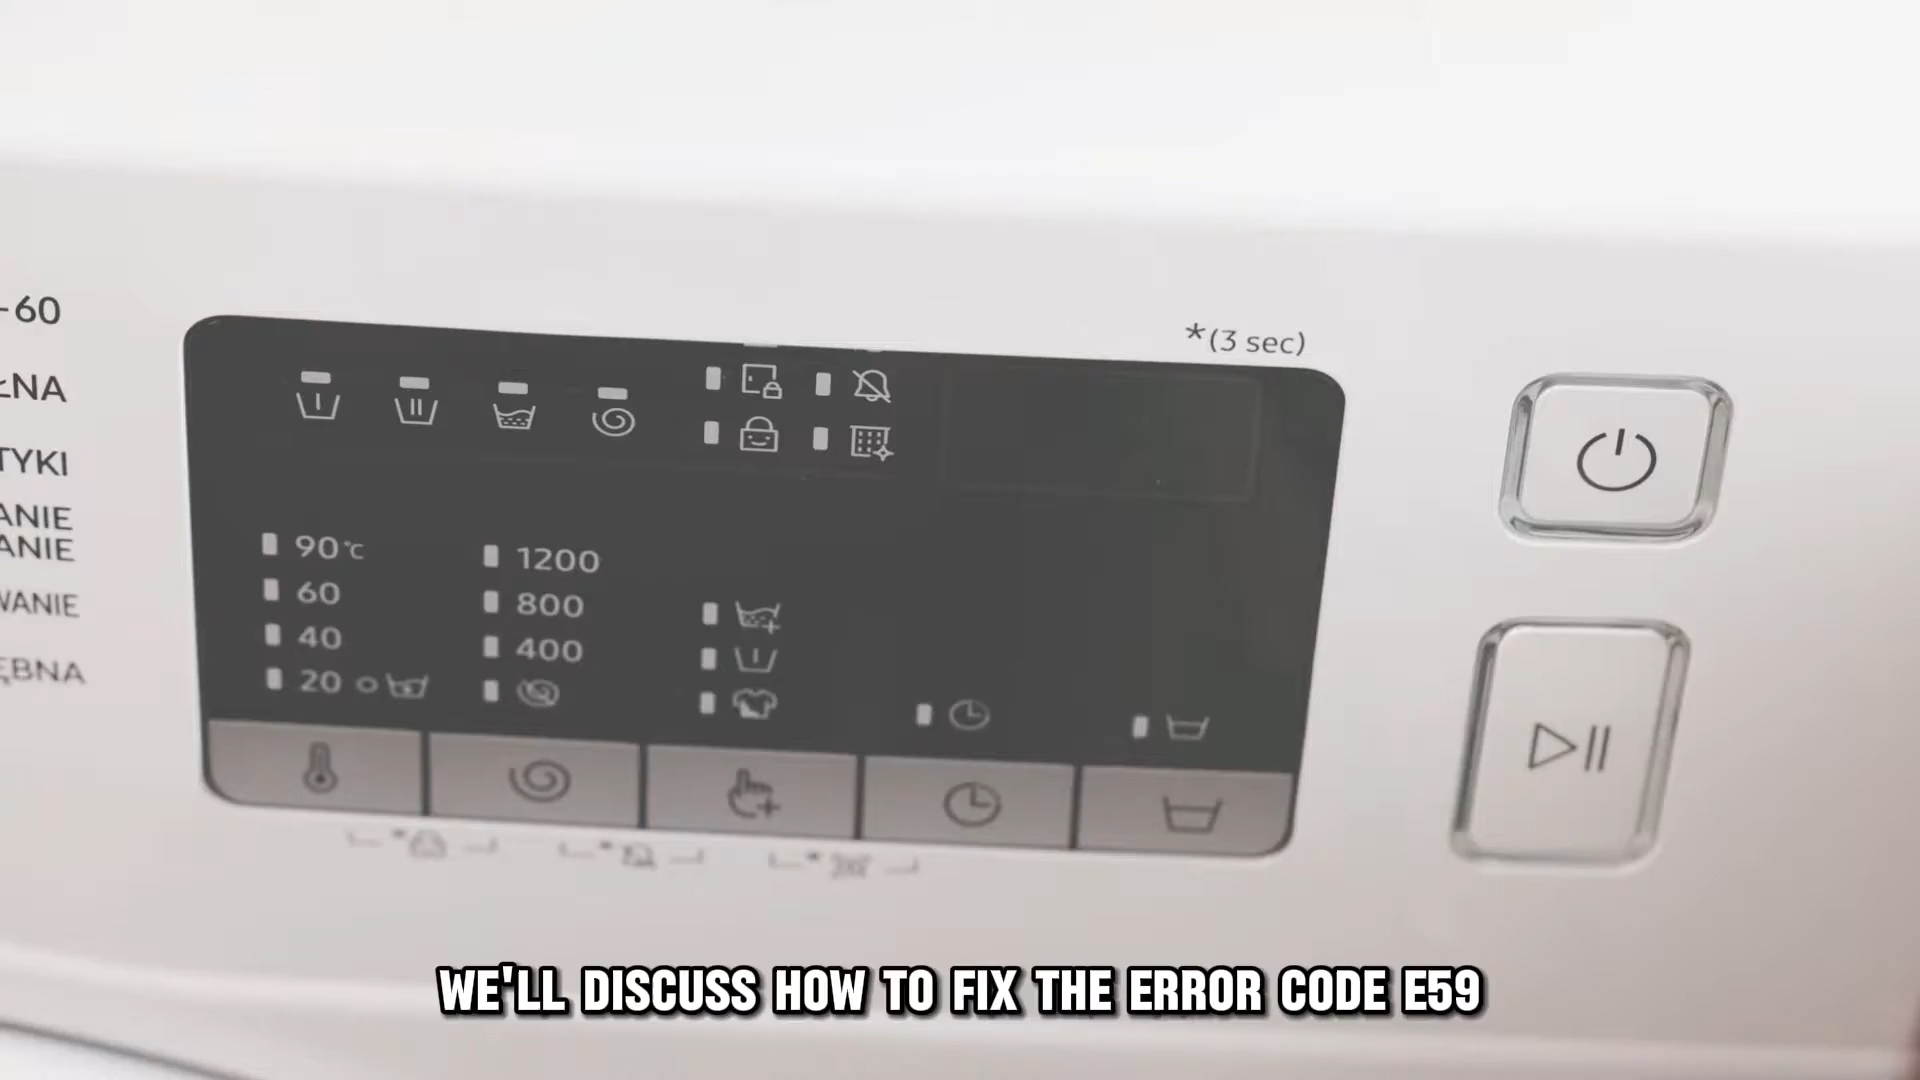 -60
ŁNA
TYKI
ANIE
ANIE
WANIE
ĘBNA
*(3 sec)
90°C
60
40
20
1200
800
400
WE'LL DISCUSS HOW TO FIX THE ERROR CODE E59